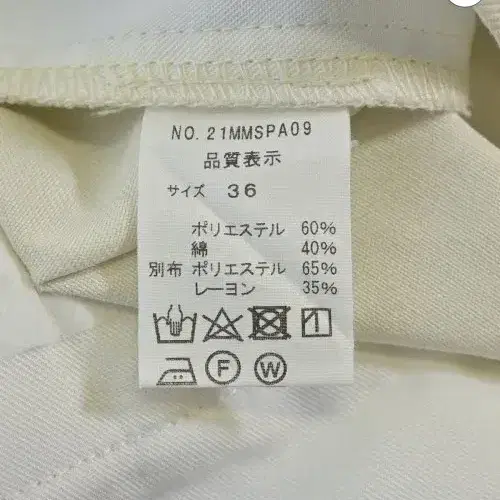 NO. 21MMSPA09
品質表示
サイズ 36
ポリエステル 60%
綿 40%
別布 ポリエステル 65%
レーヨン 35%
F W